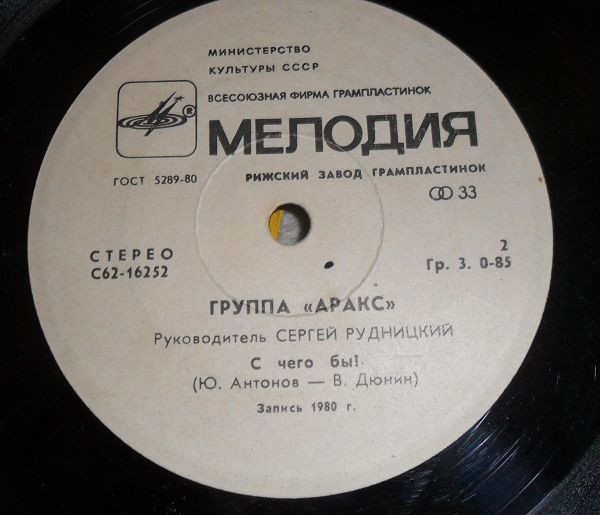 МИНИСТЕРСТВО
КУЛЬТУРЫ СССР
ВСЕСОЮЗНАЯ ФИРМА ГРАМПЛАСТИНОК
®
МЕЛОДИЯ
ГОСТ 5289-80
РИЖСКИЙ ЗАВОД ГРАМПЛАСТИНОК
33
СТЕРЕО
С62-16252
2
Гр. 3. 0-85
ГРУППА «АРАКС»
Руководитель СЕРГЕЙ РУДНИЦКИЙ
С чего бы!
(Ю. Антонов — В. Дюнин)
Запись 1980 г.